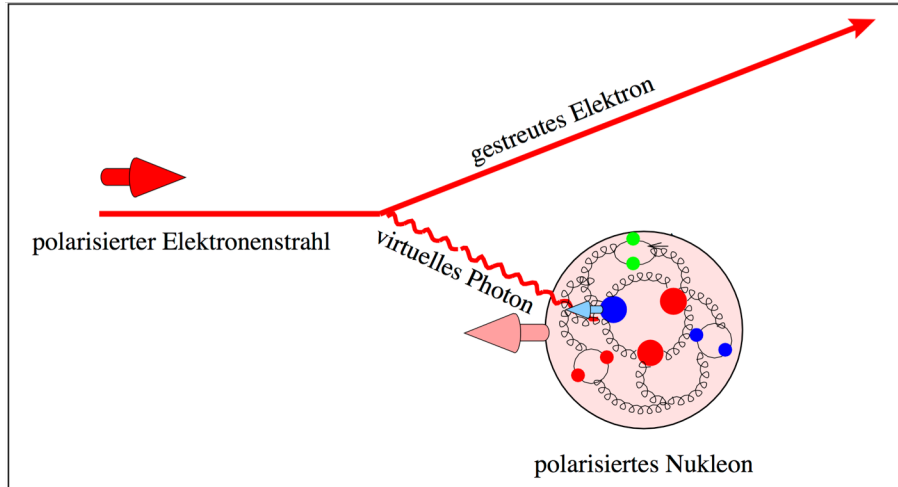 gestreutes Elektron
polarisierter Elektronenstrahl
virtuelles Photon
polarisiertes Nukleon